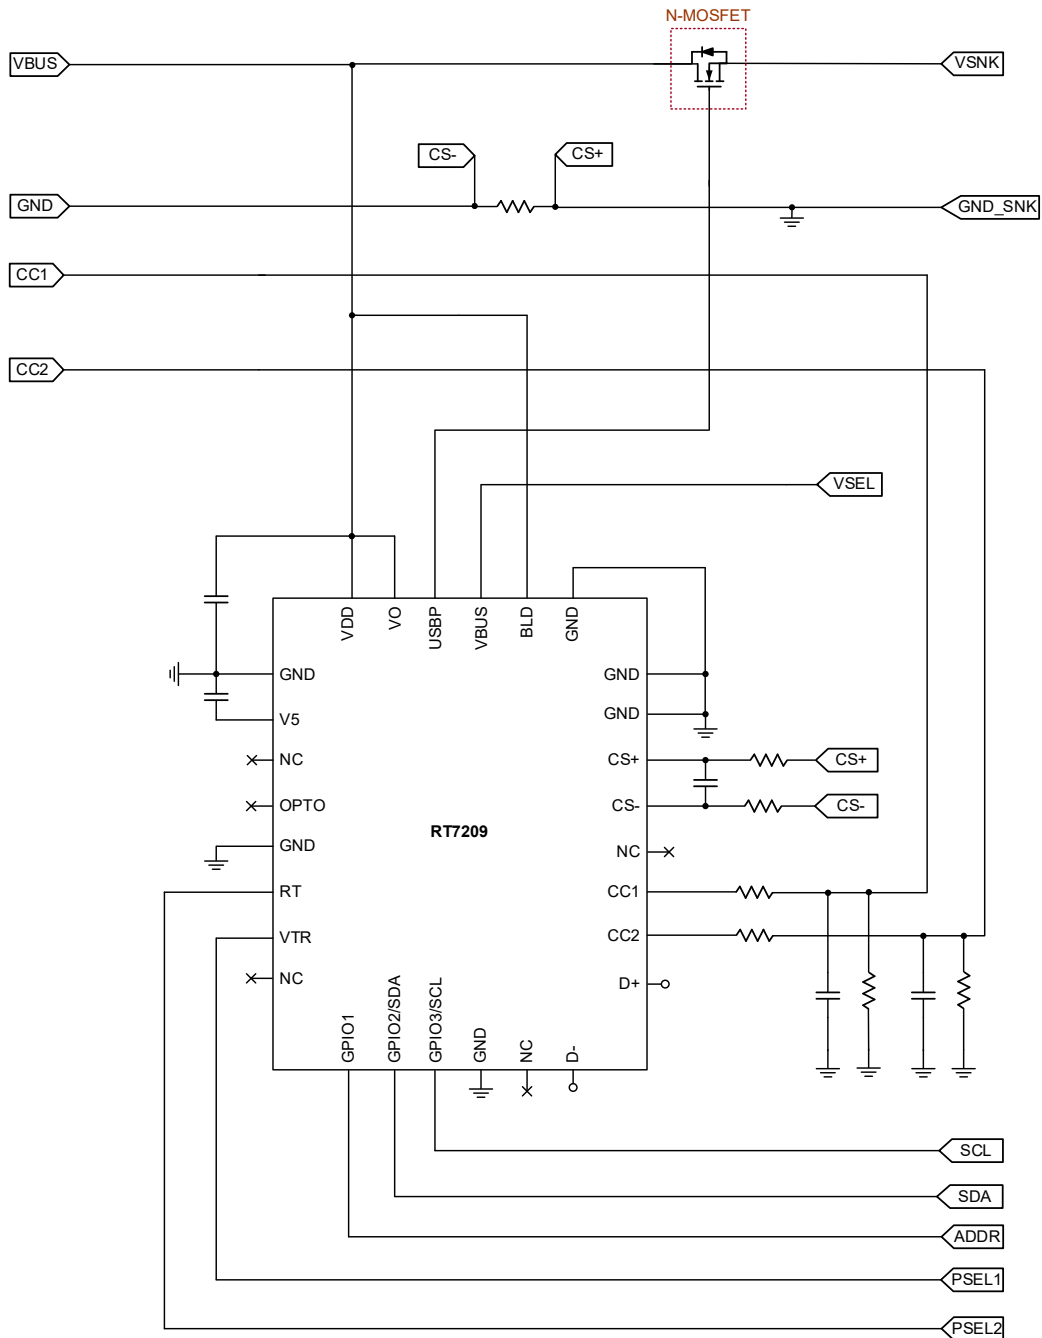 N-MOSFET
VBUS
VSNK
CS-
CS+
GND
GND_SNK
CC1
CC2
VSEL
VDD
VO
USBP
VBUS
BLD
GND
GND
GND
V5
GND
NC
CS+
CS+
OPTO
CS-
CS-
RT7209
GND
NC
RT
CC1
VTR
CC2
NC
D+
GPIO1
GPIO2/SDA
GPIO3/SCL
GND
NC
D-
SCL
SDA
ADDR
PSEL1
PSEL2